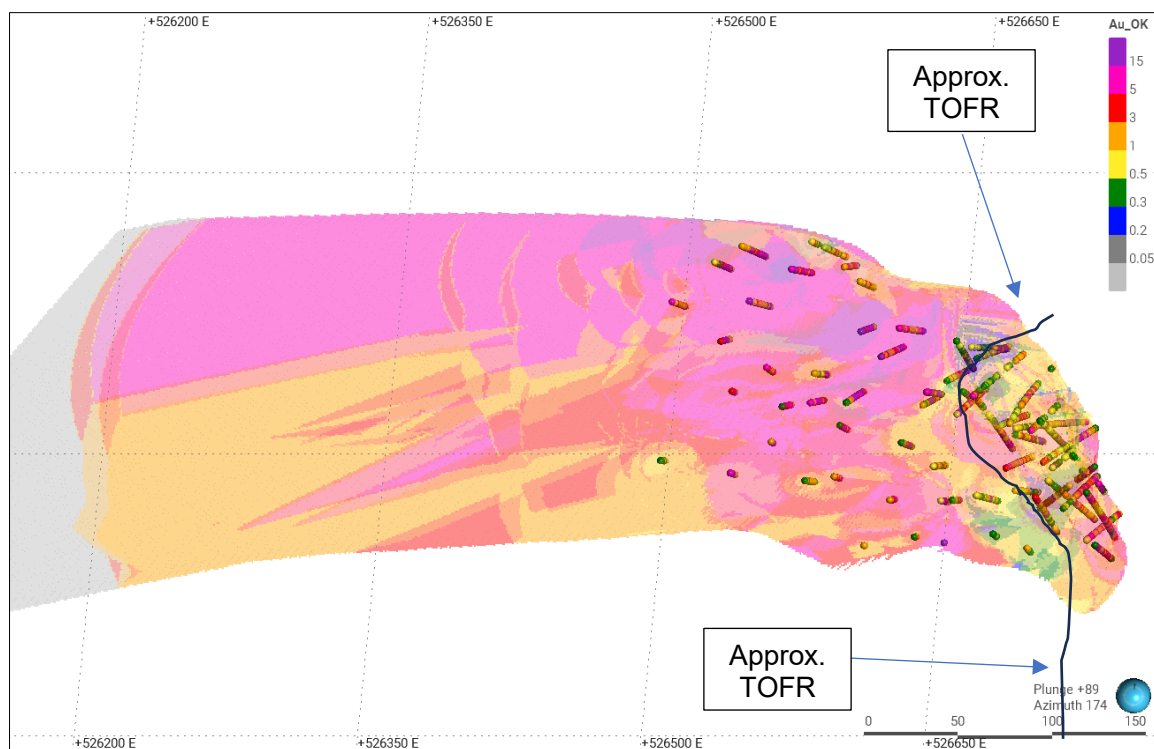 +526200 E
+526350 E
+526500 E
+526650 E
Au_OK
15
5
3
1
0.5
0.3
0.2
0.05
Approx.
TOFR
Approx.
TOFR
Plunge +89
Azimuth 174
0
50
100
150
+526200 E
+526350 E
+526500 E
+526650 E